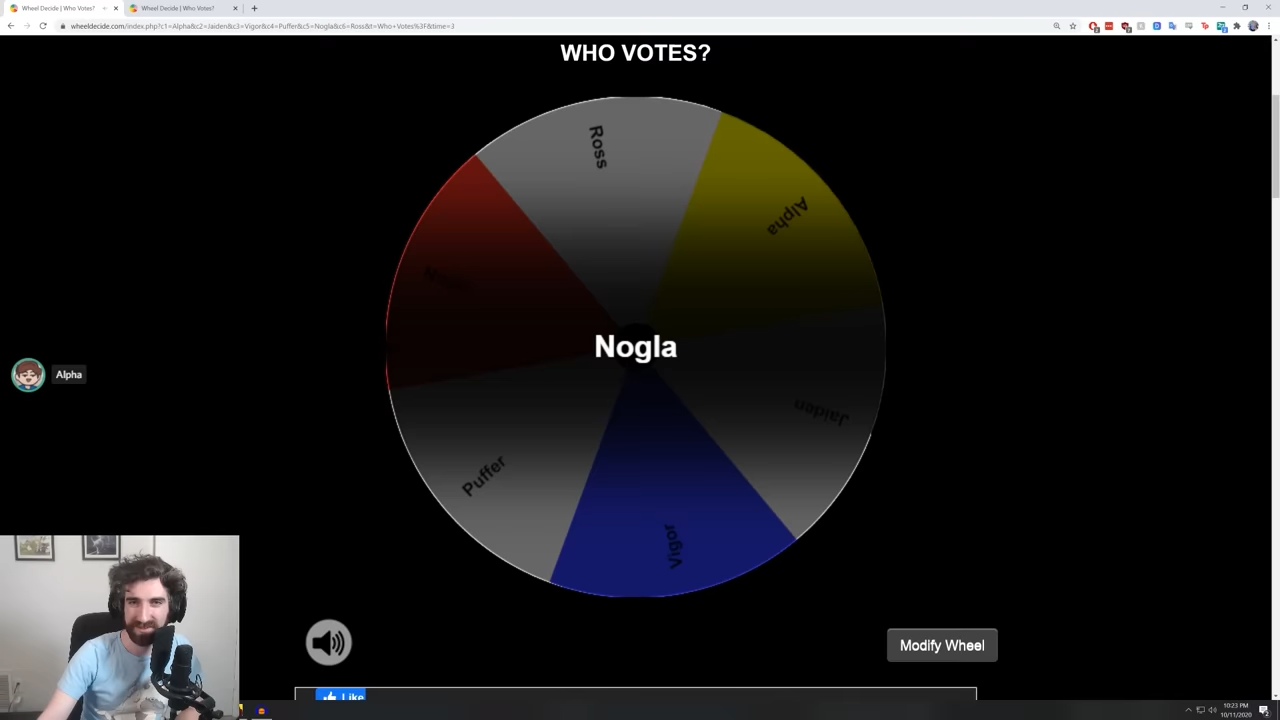 Wheel Decide | Who Votes?
Wheel Decide | Who Votes?
wheeldecide.com/index.php?c1=Alpha&c2=Jaiden&c3=Vigor&c4=Puffer&c5=Nogla&c6=Ross&t=Who+Votes%3F&time=3
WHO VOTES?
Ross
Alpha
Nogla
Nogla
Alpha
Jaiden
Puffer
Vigor
Modify Wheel
Like
10:23 PM
10/11/2020